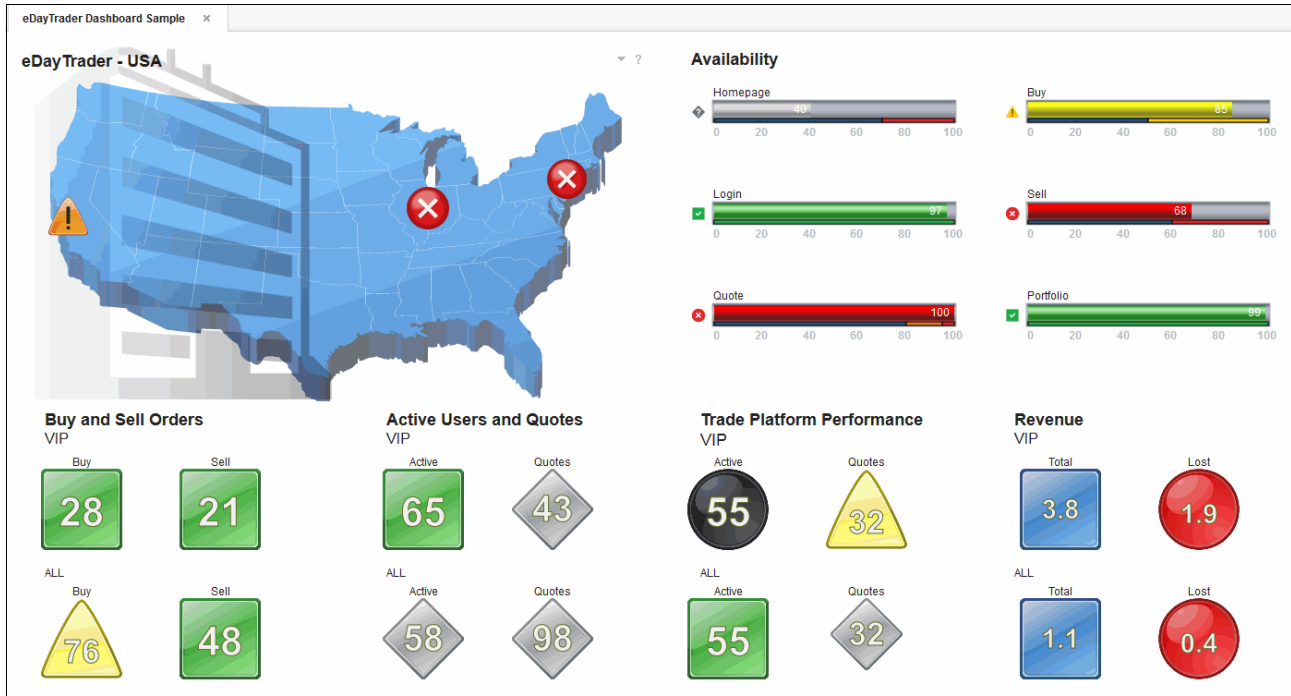 eDayTrader Dashboard Sample ×
eDayTrader - USA ?
Availability
Homepage
40
0 20 40 60 80 100
Buy
85
0 20 40 60 80 100
Login
97
0 20 40 60 80 100
Sell
68
0 20 40 60 80 100
Quote
100
0 20 40 60 80 100
Portfolio
99
0 20 40 60 80 100
Buy and Sell Orders
VIP
Buy Sell
28 21
ALL
Buy Sell
76 48
Active Users and Quotes
VIP
Active Quotes
65 43
ALL
Active Quotes
58 98
Trade Platform Performance
VIP
Active Quotes
55 32
ALL
Active Quotes
55 32
Revenue
VIP
Total Lost
3.8 1.9
ALL
Total Lost
1.1 0.4